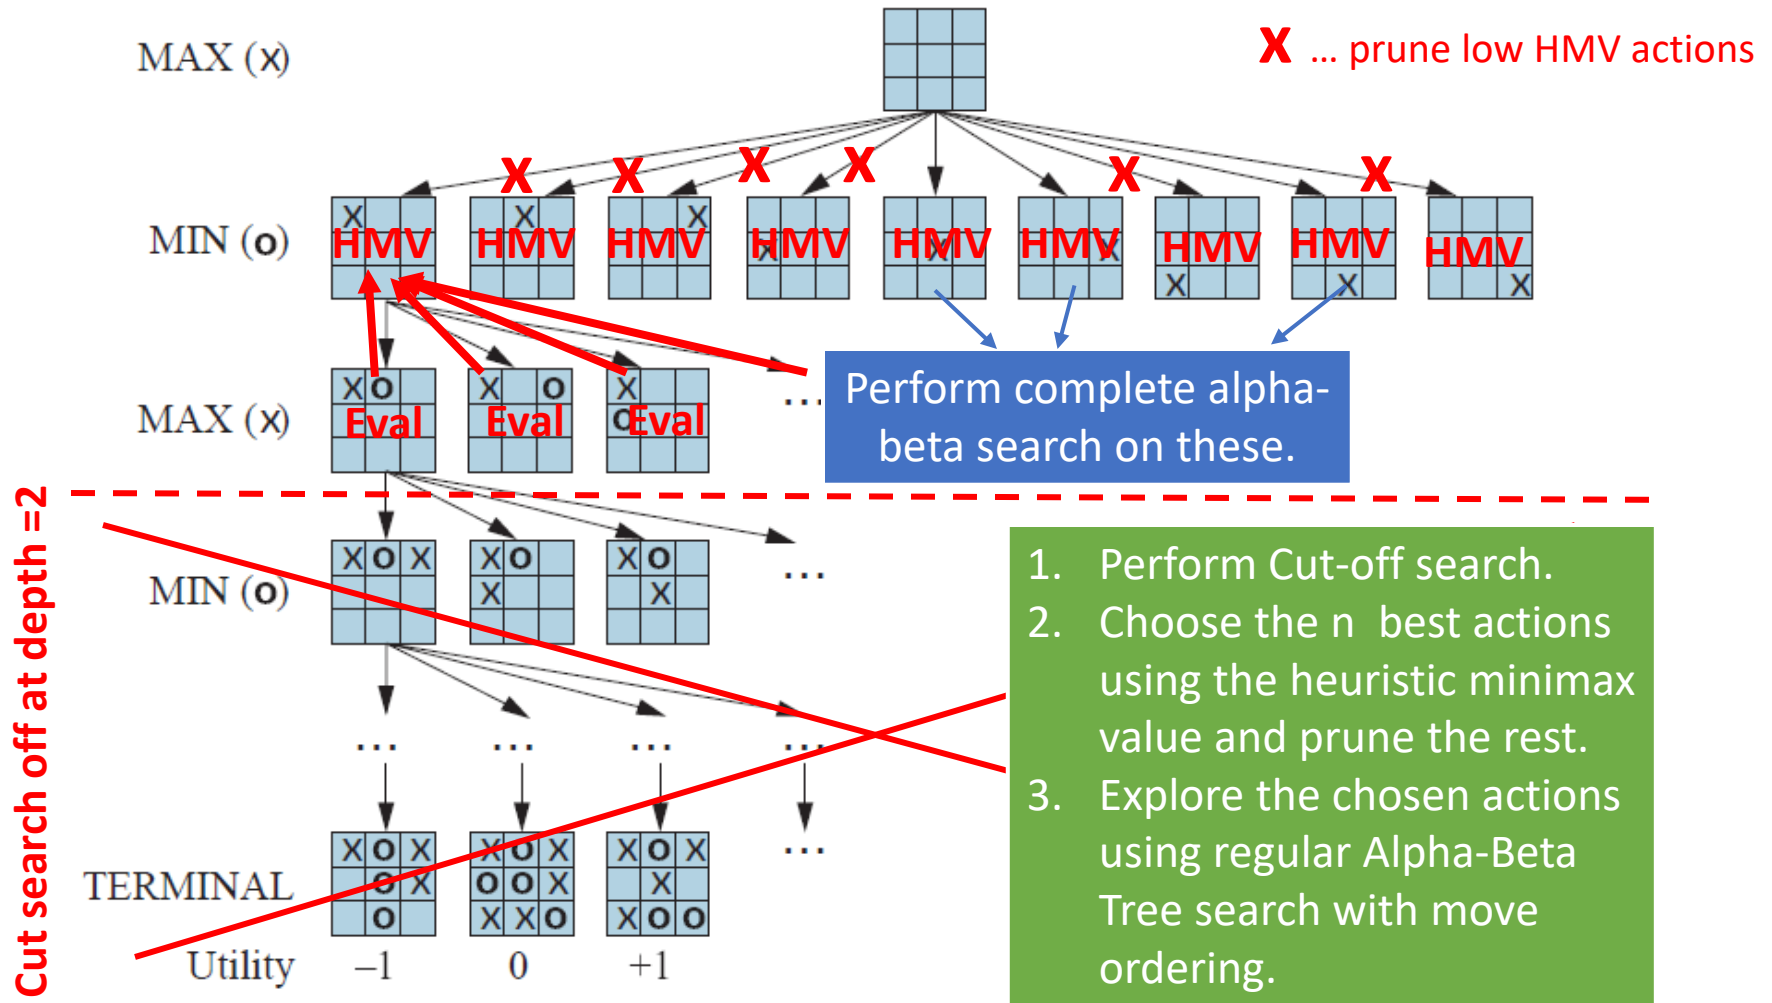 MAX (x)
X ... prune low HMV actions
X X X X X X
MIN (o)
X X X X X X X X X
HMV HMV HMV HMV HMV HMV HMV HMV HMV
MAX (x)
X O
X O
X
O
Eval Eval Eval
...
Perform complete alpha-
beta search on these.
Cut search off at depth =2
MIN (o)
X O X
X O
X
X O
X
...
1. Perform Cut-off search.
2. Choose the n best actions
using the heuristic minimax
value and prune the rest.
3. Explore the chosen actions
using regular Alpha-Beta
Tree search with move
ordering.
... ... ... ...
TERMINAL
X O X
O X
O
X O X
O O X
X X O
X O X
X
X O O
...
Utility –1 0 +1